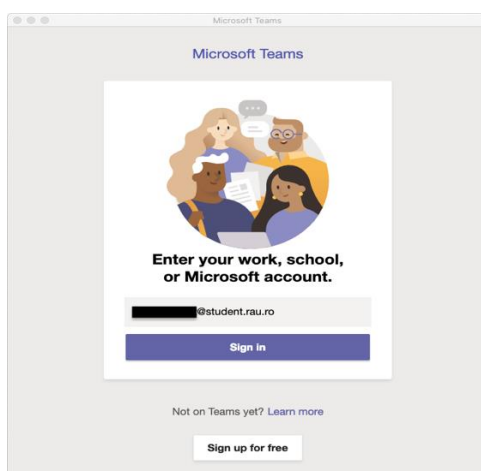 Microsoft Teams
Microsoft Teams
Enter your work, school,
or Microsoft account.
@student.rau.ro
Sign in
Not on Teams yet? Learn more
Sign up for free